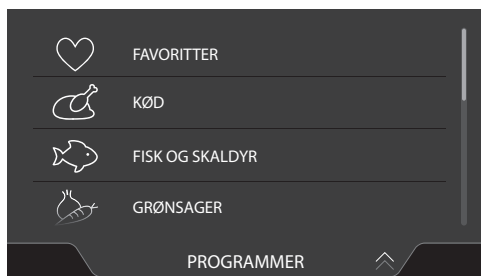 FAVORITTER
KØD
FISK OG SKALDYR
GRØNSAGER
PROGRAMMER